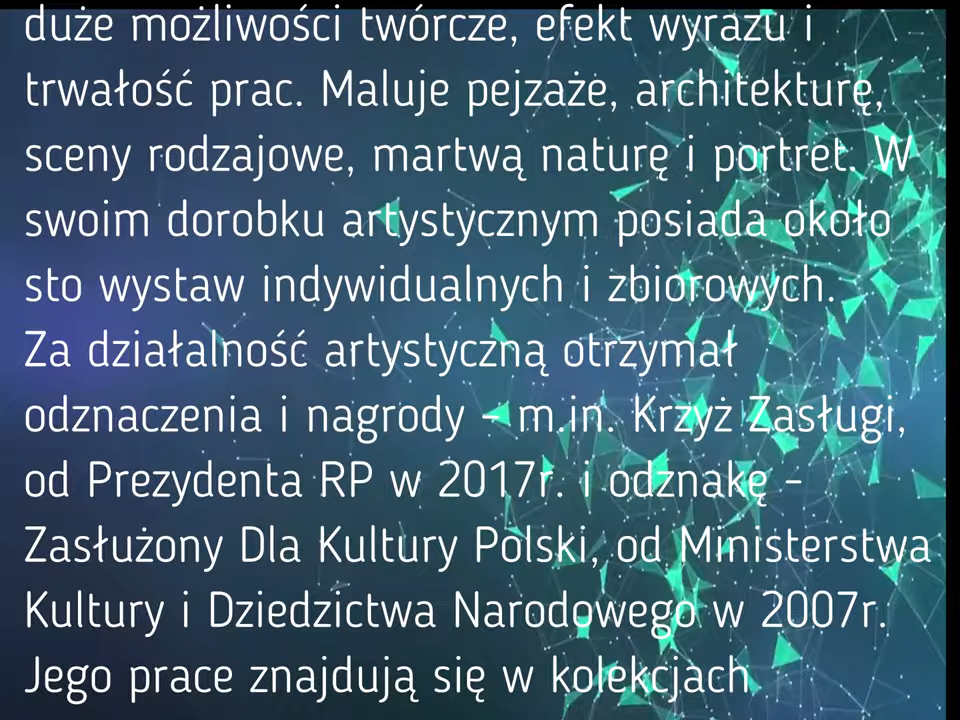 duże możliwości twórcze, efekt wyrazu i
trwałość prac. Maluje pejzaże, architekturę,
sceny rodzajowe, martwą naturę i portret. W
swoim dorobku artystycznym posiada około
sto wystaw indywidualnych i zbiorowych.
Za działalność artystyczną otrzymał
odznaczenia i nagrody – m.in. Krzyż Zasługi,
od Prezydenta RP w 2017r. i odznakę –
Zasłużony Dla Kultury Polski, od Ministerstwa
Kultury i Dziedzictwa Narodowego w 2007r.
Jego prace znajdują się w kolekcjach